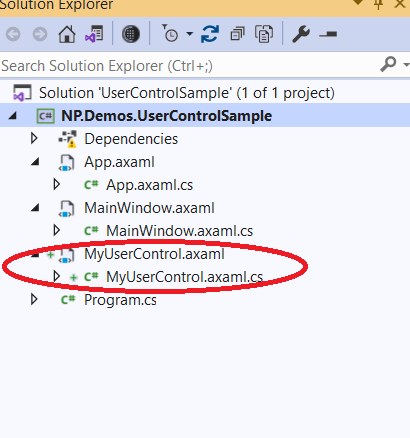 Solution Explorer
Search Solution Explorer (Ctrl+;)
Solution 'UserControlSample' (1 of 1 project)
C# NP.Demos.UserControlSample
Dependencies
App.axaml
C# App.axaml.cs
MainWindow.axaml
C# MainWindow.axaml.cs
MyUserControl.axaml
C# MyUserControl.axaml.cs
C# Program.cs